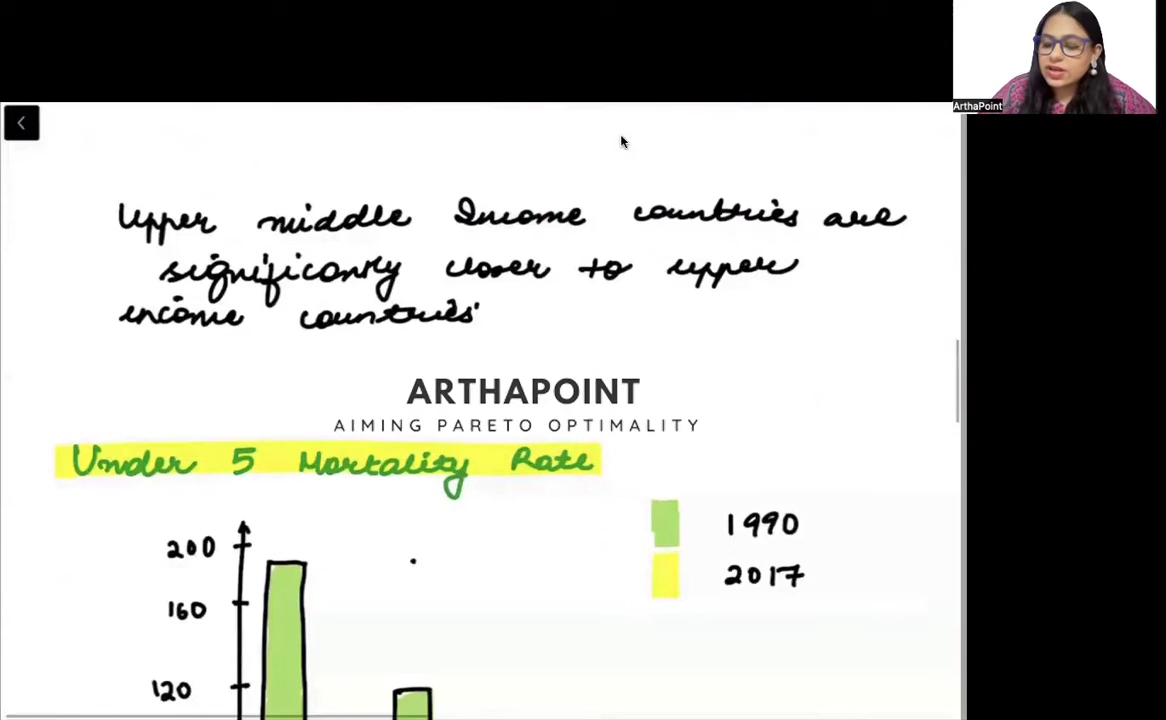 ArthaPoint
Upper middle Income countries are
significantly closer to upper
income countries
ARTHAPOINT
AIMING PARETO OPTIMALITY
Under 5 Mortality Rate
1990
2017
200
160
120